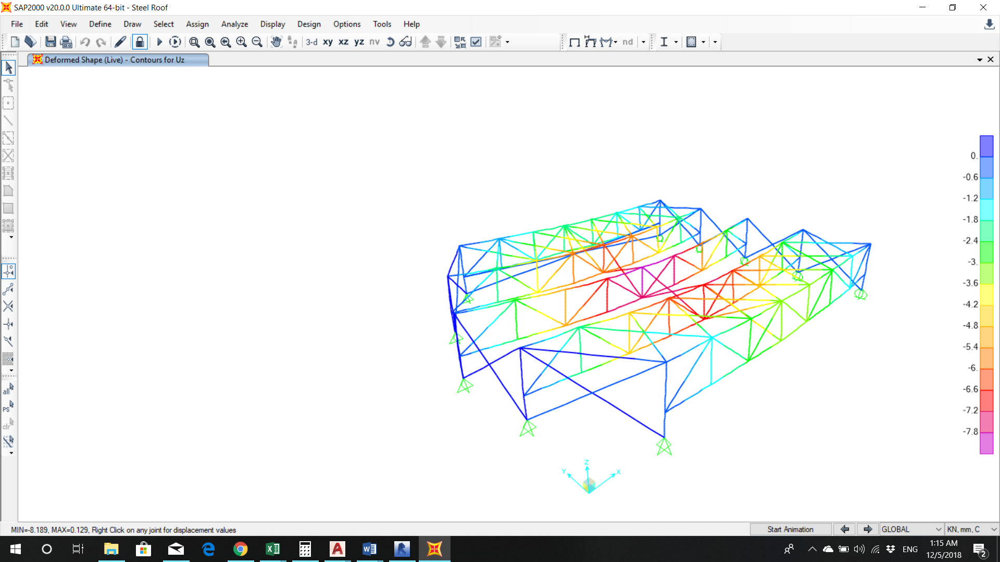 SAP2000 v20.0.0 Ultimate 64-bit - Steel Roof
File Edit View Define Draw Select Assign Analyze Display Design Options Tools Help
3-d xy xz yz nv nd
Deformed Shape (Live) - Contours for Uz
0.
-0.6
-1.2
-1.8
-2.4
-3.
-3.6
-4.2
-4.8
-5.4
-6.
-6.6
-7.2
-7.8
all
PS
clr
Z
Y X
MIN=-8.189, MAX=0.129, Right Click on any joint for displacement values
Start Animation GLOBAL KN, mm, C
ENG
1:15 AM
12/5/2018
2